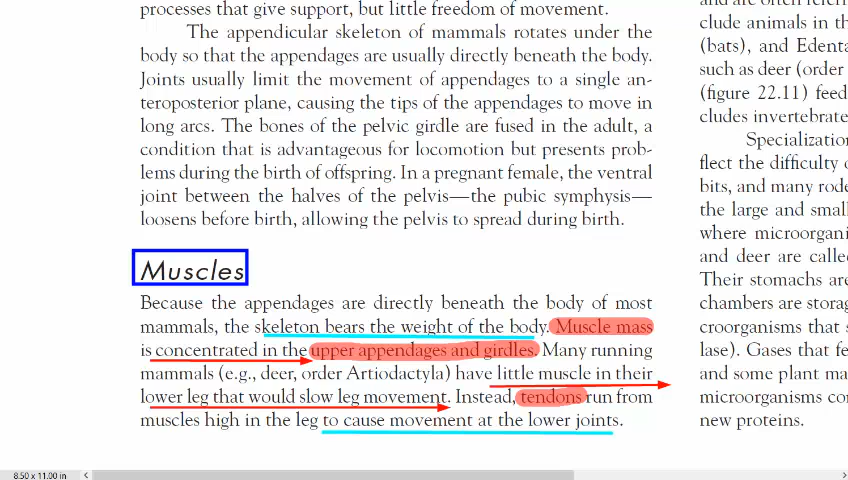 processes that give support, but little freedom of movement.
The appendicular skeleton of mammals rotates under the
body so that the appendages are usually directly beneath the body.
Joints usually limit the movement of appendages to a single an-
teroposterior plane, causing the tips of the appendages to move in
long arcs. The bones of the pelvic girdle are fused in the adult, a
condition that is advantageous for locomotion but presents prob-
lems during the birth of offspring. In a pregnant female, the ventral
joint between the halves of the pelvis—the pubic symphysis—
loosens before birth, allowing the pelvis to spread during birth.
Muscles
Because the appendages are directly beneath the body of most
mammals, the skeleton bears the weight of the body. Muscle mass
is concentrated in the upper appendages and girdles. Many running
mammals (e.g., deer, order Artiodactyla) have little muscle in their
lower leg that would slow leg movement. Instead, tendons run from
muscles high in the leg to cause movement at the lower joints.
clude animals in th
(bats), and Edenta
such as deer (order
(figure 22.11) feed
cludes invertebrate
Specialization
flect the difficulty o
bits, and many rode
the large and small
where microorgani
and deer are calle
Their stomachs are
chambers are storag
croorganisms that s
lase). Gases that fe
and some plant ma
microorganisms con
new proteins.
8.50 x 11.00 in